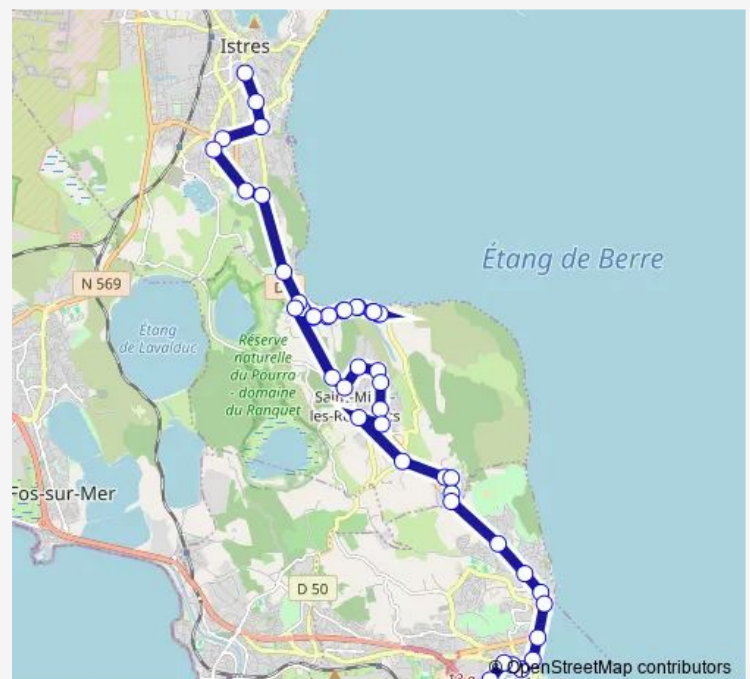 Istres
Étang de Berre
N 569
D
Étang
de Lavalduc
Réserve
naturelle
du Pourra
- domaine
du Ranquet
Fos-sur-Mer
D 50
© OpenStreetMap contributors